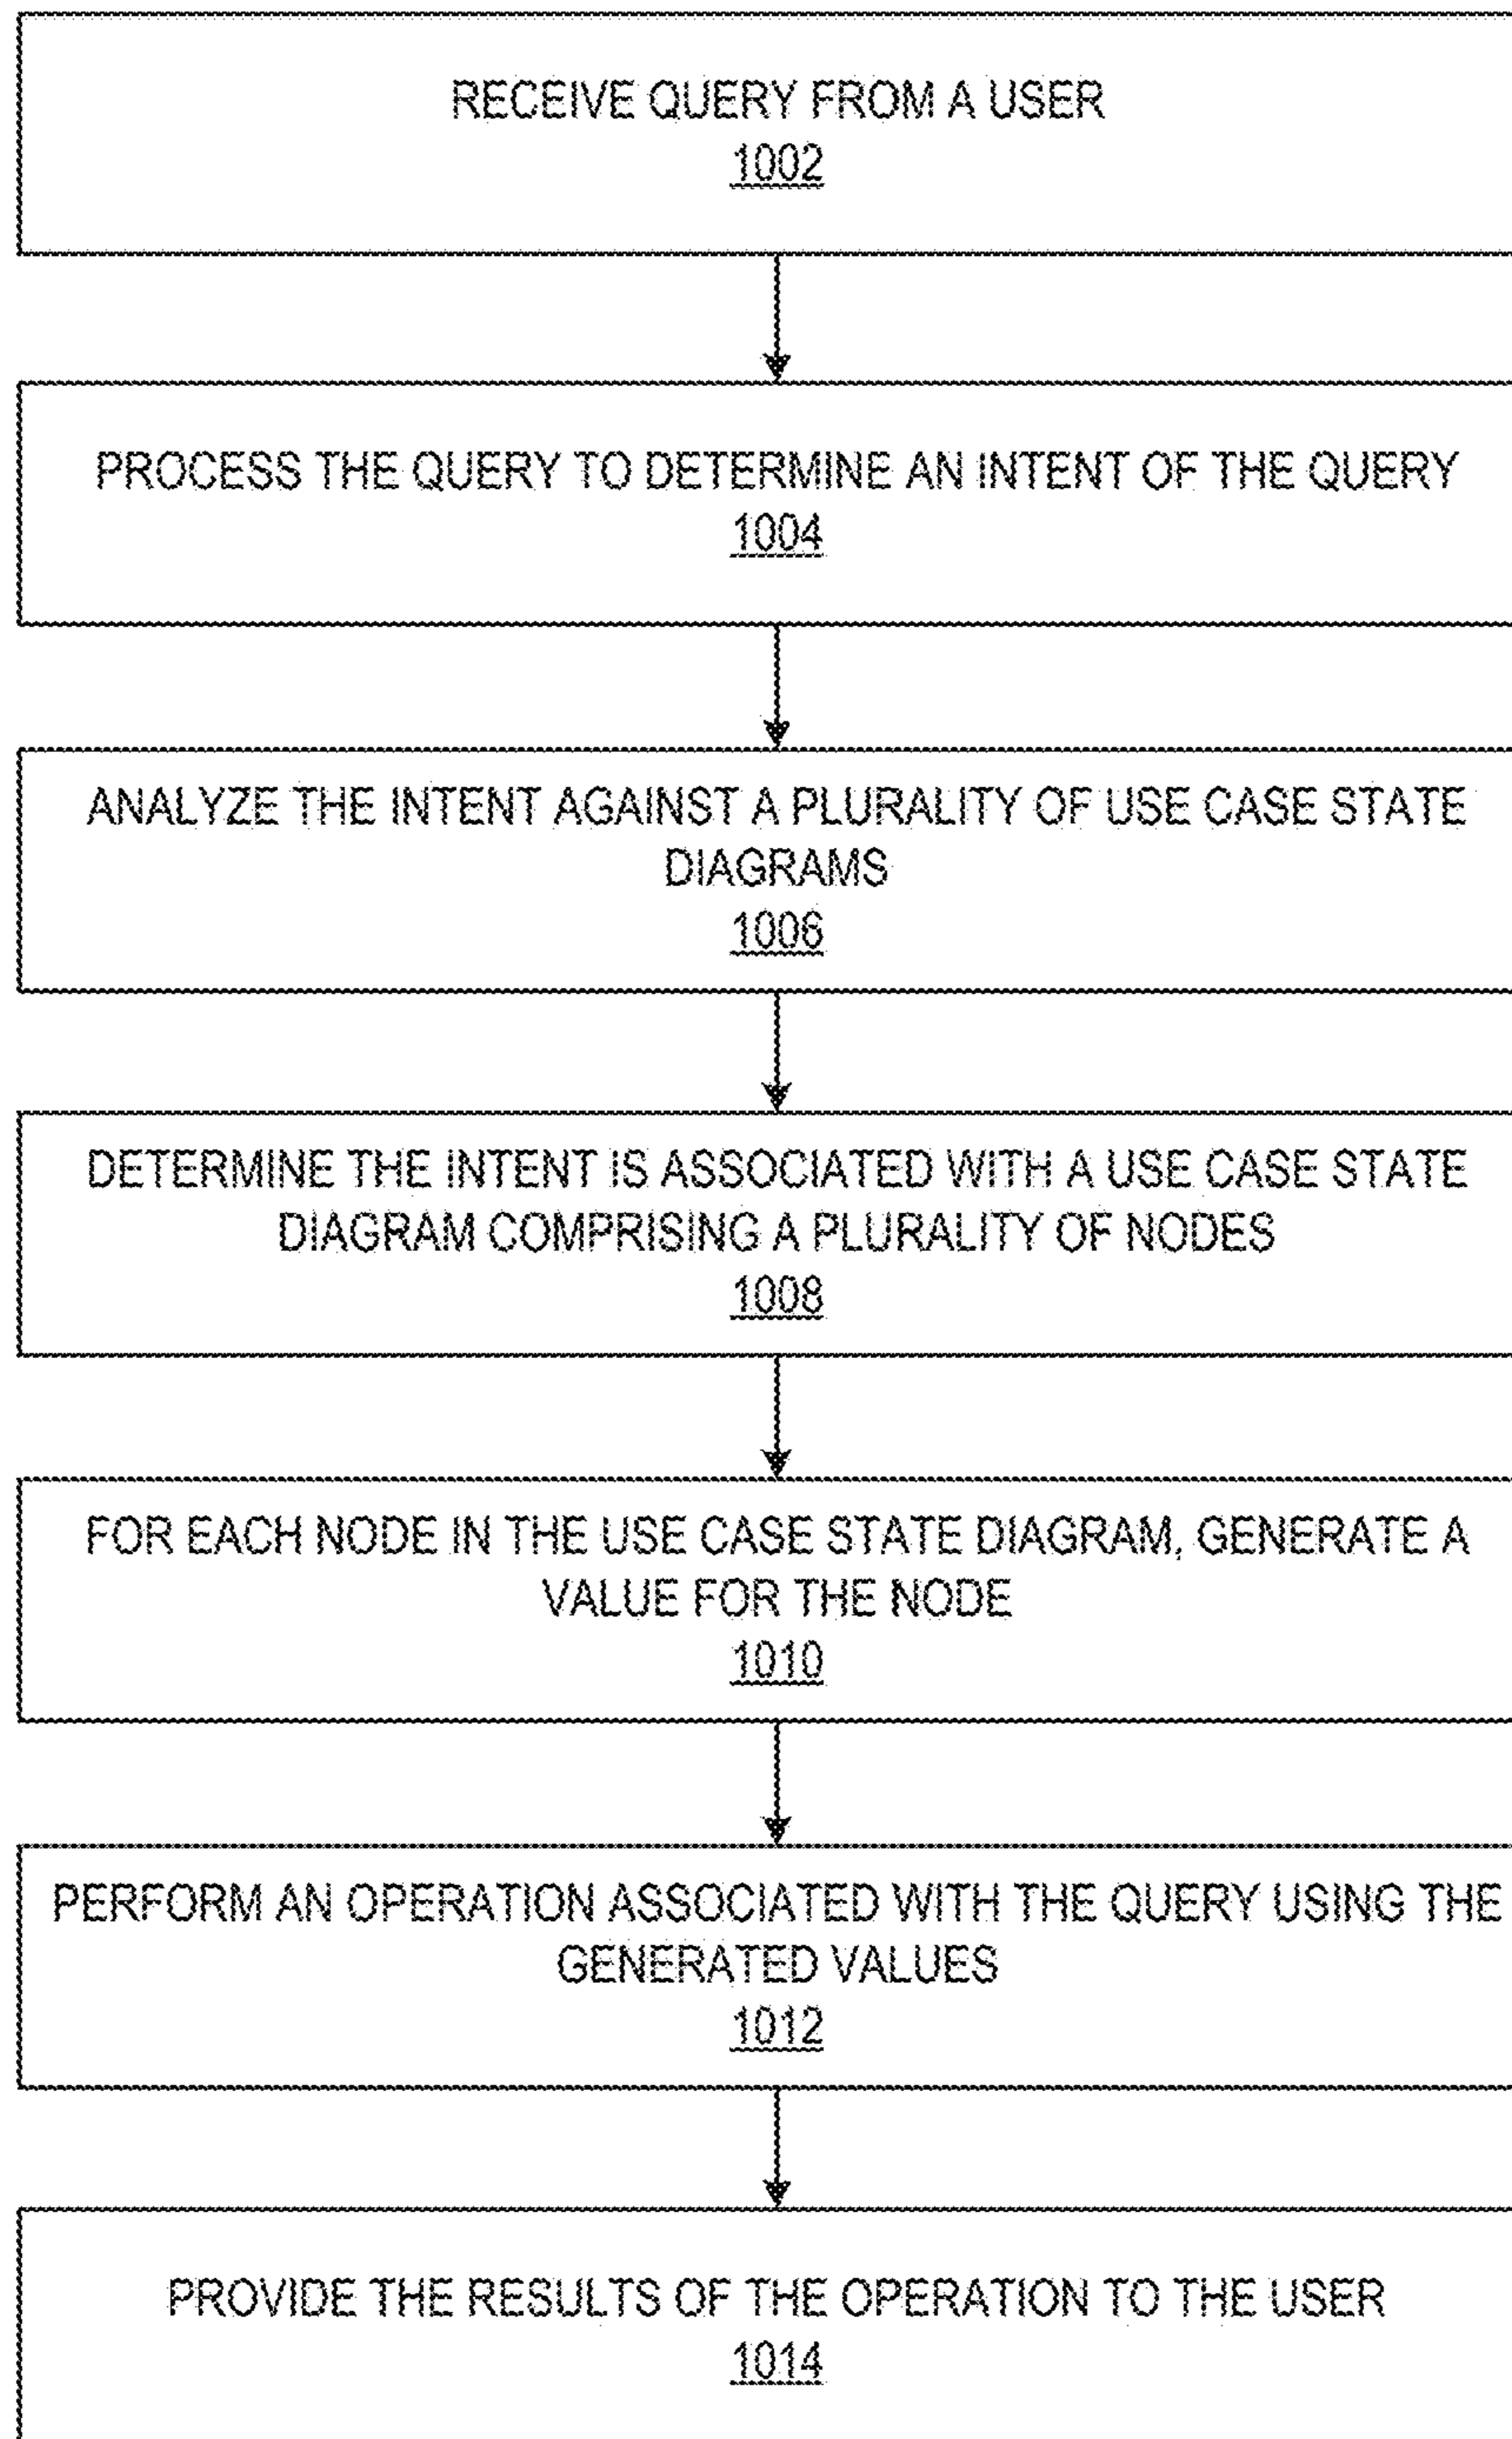 RECEIVE QUERY FROM A USER
1002
PROCESS THE QUERY TO DETERMINE AN INTENT OF THE QUERY
1004
ANALYZE THE INTENT AGAINST A PLURALITY OF USE CASE STATE
DIAGRAMS
1006
DETERMINE THE INTENT IS ASSOCIATED WITH A USE CASE STATE
DIAGRAM COMPRISING A PLURALITY OF NODES
1008
FOR EACH NODE IN THE USE CASE STATE DIAGRAM, GENERATE A
VALUE FOR THE NODE
1010
PERFORM AN OPERATION ASSOCIATED WITH THE QUERY USING THE
GENERATED VALUES
1012
PROVIDE THE RESULTS OF THE OPERATION TO THE USER
1014